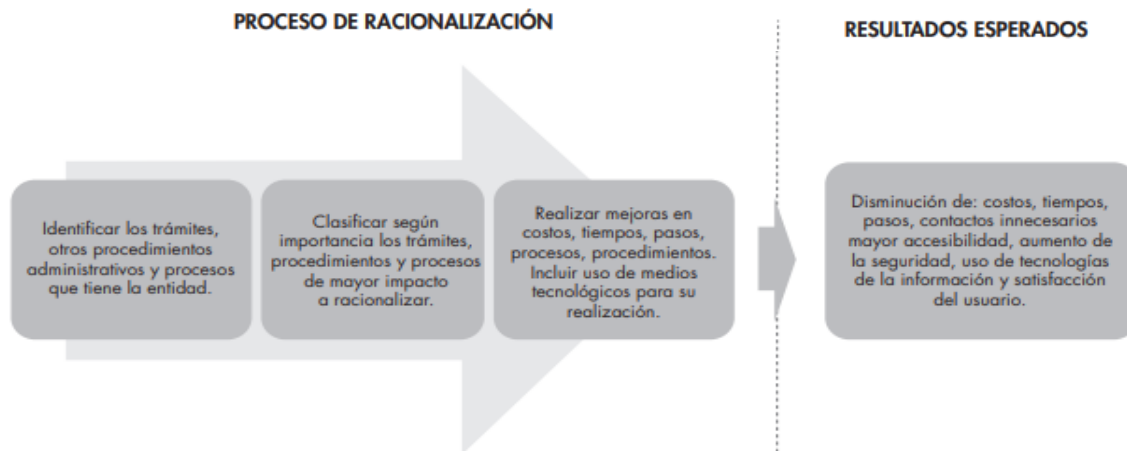 PROCESO DE RACIONALIZACIÓN
RESULTADOS ESPERADOS
Identificar los trámites,
otros procedimientos
administrativos y procesos
que tiene la entidad.
Clasificar según
importancia los trámites,
procedimientos y procesos
de mayor impacto
a racionalizar.
Realizar mejoras en
costos, tiempos, pasos,
procesos, procedimientos.
Incluir uso de medios
tecnológicos para su
realización.
Disminución de: costos, tiempos,
pasos, contactos innecesarios
mayor accesibilidad, aumento de
la seguridad, uso de tecnologías
de la información y satisfacción
del usuario.